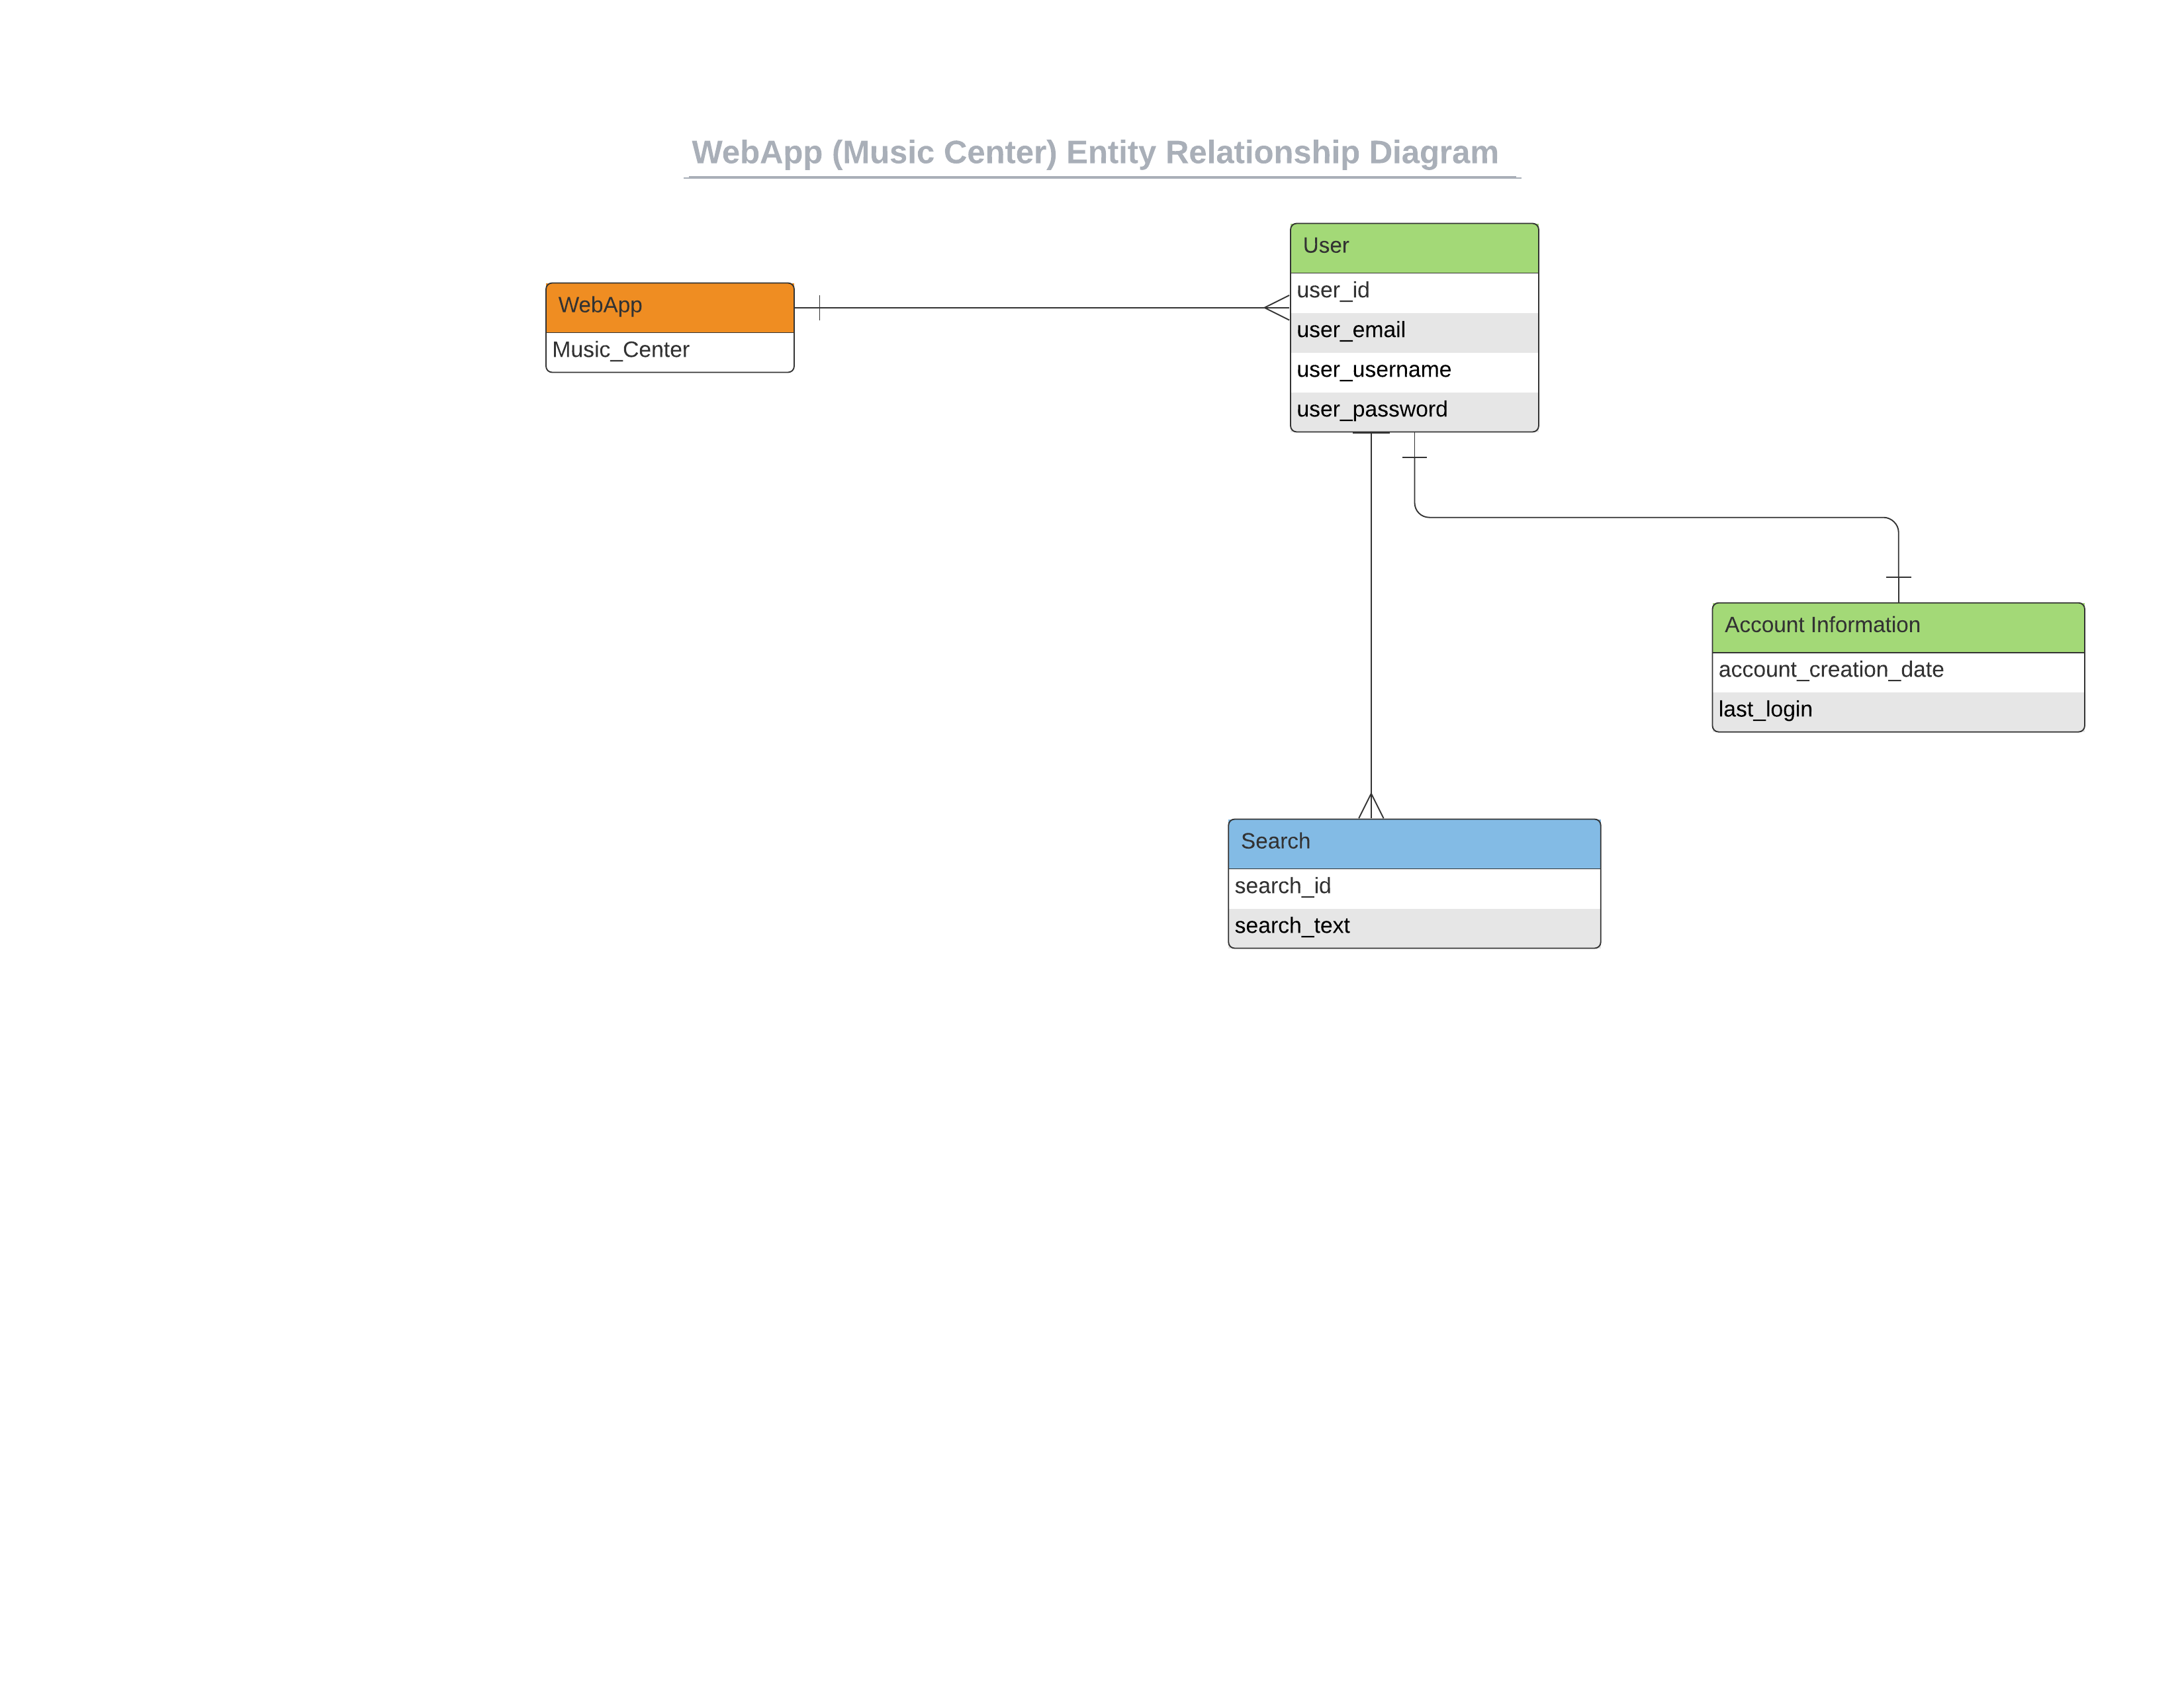 WebApp (Music Center) Entity Relationship Diagram
User
user_id
user_email
user_username
user_password
WebApp
Music_Center
Account Information
account_creation_date
last_login
Search
search_id
search_text